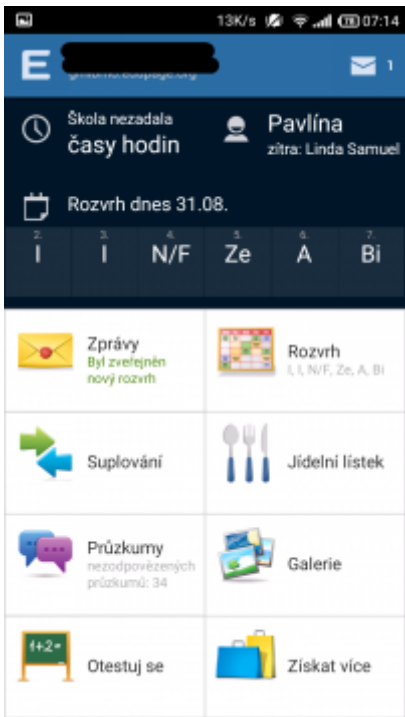 13K/s 78 07:14
E
1
Škola nezadala
časy hodin
Pavlína
zítra: Linda Samuel
Rozvrh dnes 31.08.
2. 3. 4. 5. 6. 7.
I I N/F Ze A Bi
Zprávy
Byl zveřejněn
nový rozvrh
Rozvrh
I, I, N/F, Ze, A, Bi
Suplování
Jídelní lístek
Průzkumy
nezodpovězených
průzkumů: 34
Galerie
1+2=
Otestuj se
Získat více